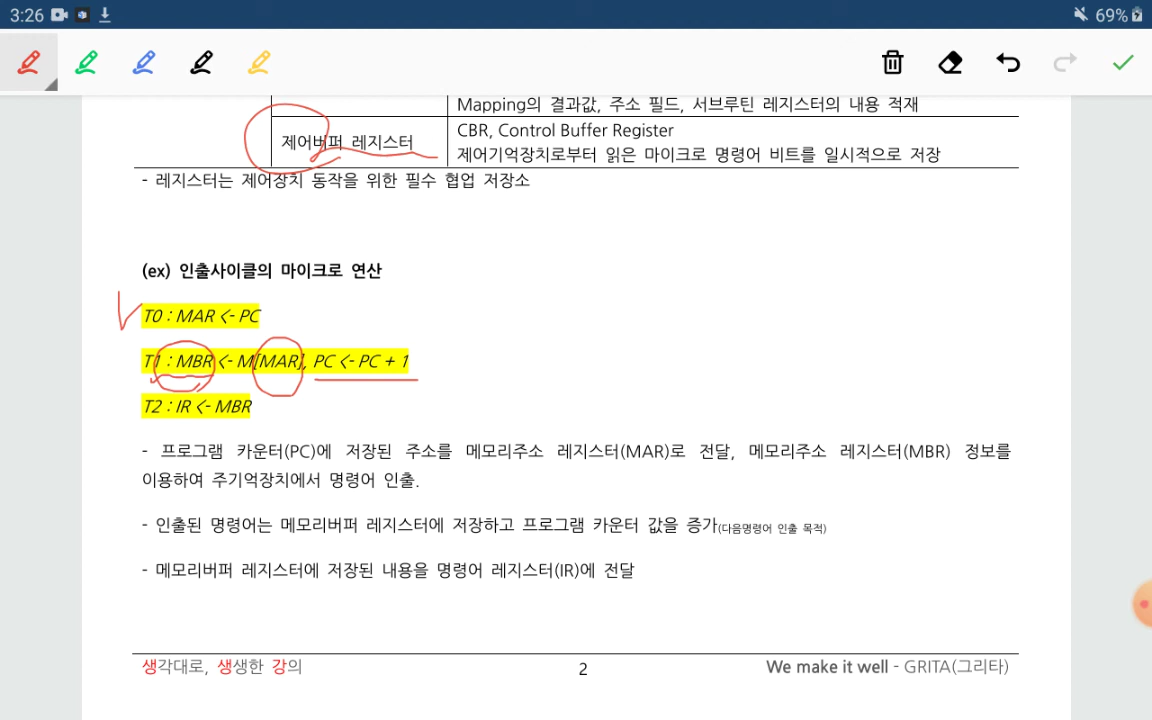 3:26
69%
Mapping의 결과값, 주소 필드, 서브루틴 레지스터의 내용 적재
제어버퍼 레지스터
CBR, Control Buffer Register
제어기억장치로부터 읽은 마이크로 명령어 비트를 일시적으로 저장
- 레지스터는 제어장치 동작을 위한 필수 협업 저장소
(ex) 인출사이클의 마이크로 연산
T0 : MAR <- PC
T1 : MBR <- M[MAR], PC <- PC + 1
T2 : IR <- MBR
- 프로그램 카운터(PC)에 저장된 주소를 메모리주소 레지스터(MAR)로 전달, 메모리주소 레지스터(MBR) 정보를
이용하여 주기억장치에서 명령어 인출.
- 인출된 명령어는 메모리버퍼 레지스터에 저장하고 프로그램 카운터 값을 증가(다음명령어 인출 목적)
- 메모리버퍼 레지스터에 저장된 내용을 명령어 레지스터(IR)에 전달
생각대로, 생생한 강의
2
We make it well - GRITA(그리타)